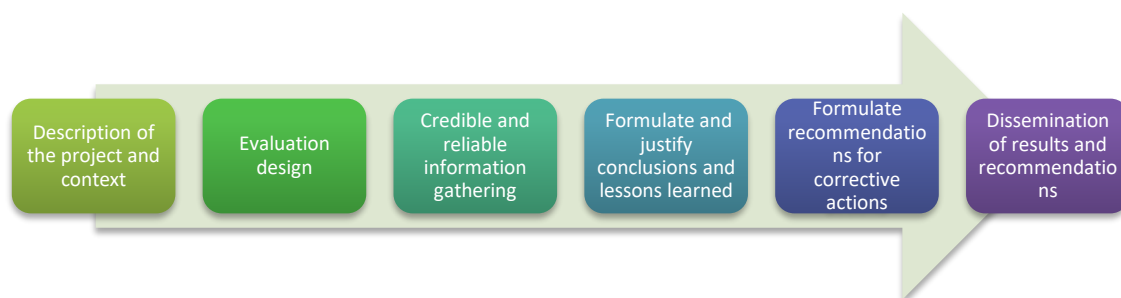 Description of
the project and
context
Evaluation
design
Credible and
reliable
information
gathering
Formulate and
justify
conclusions and
lessons learned
Formulate
recommendatio
ns for
corrective
actions
Dissemination
of results and
recommendatio
ns